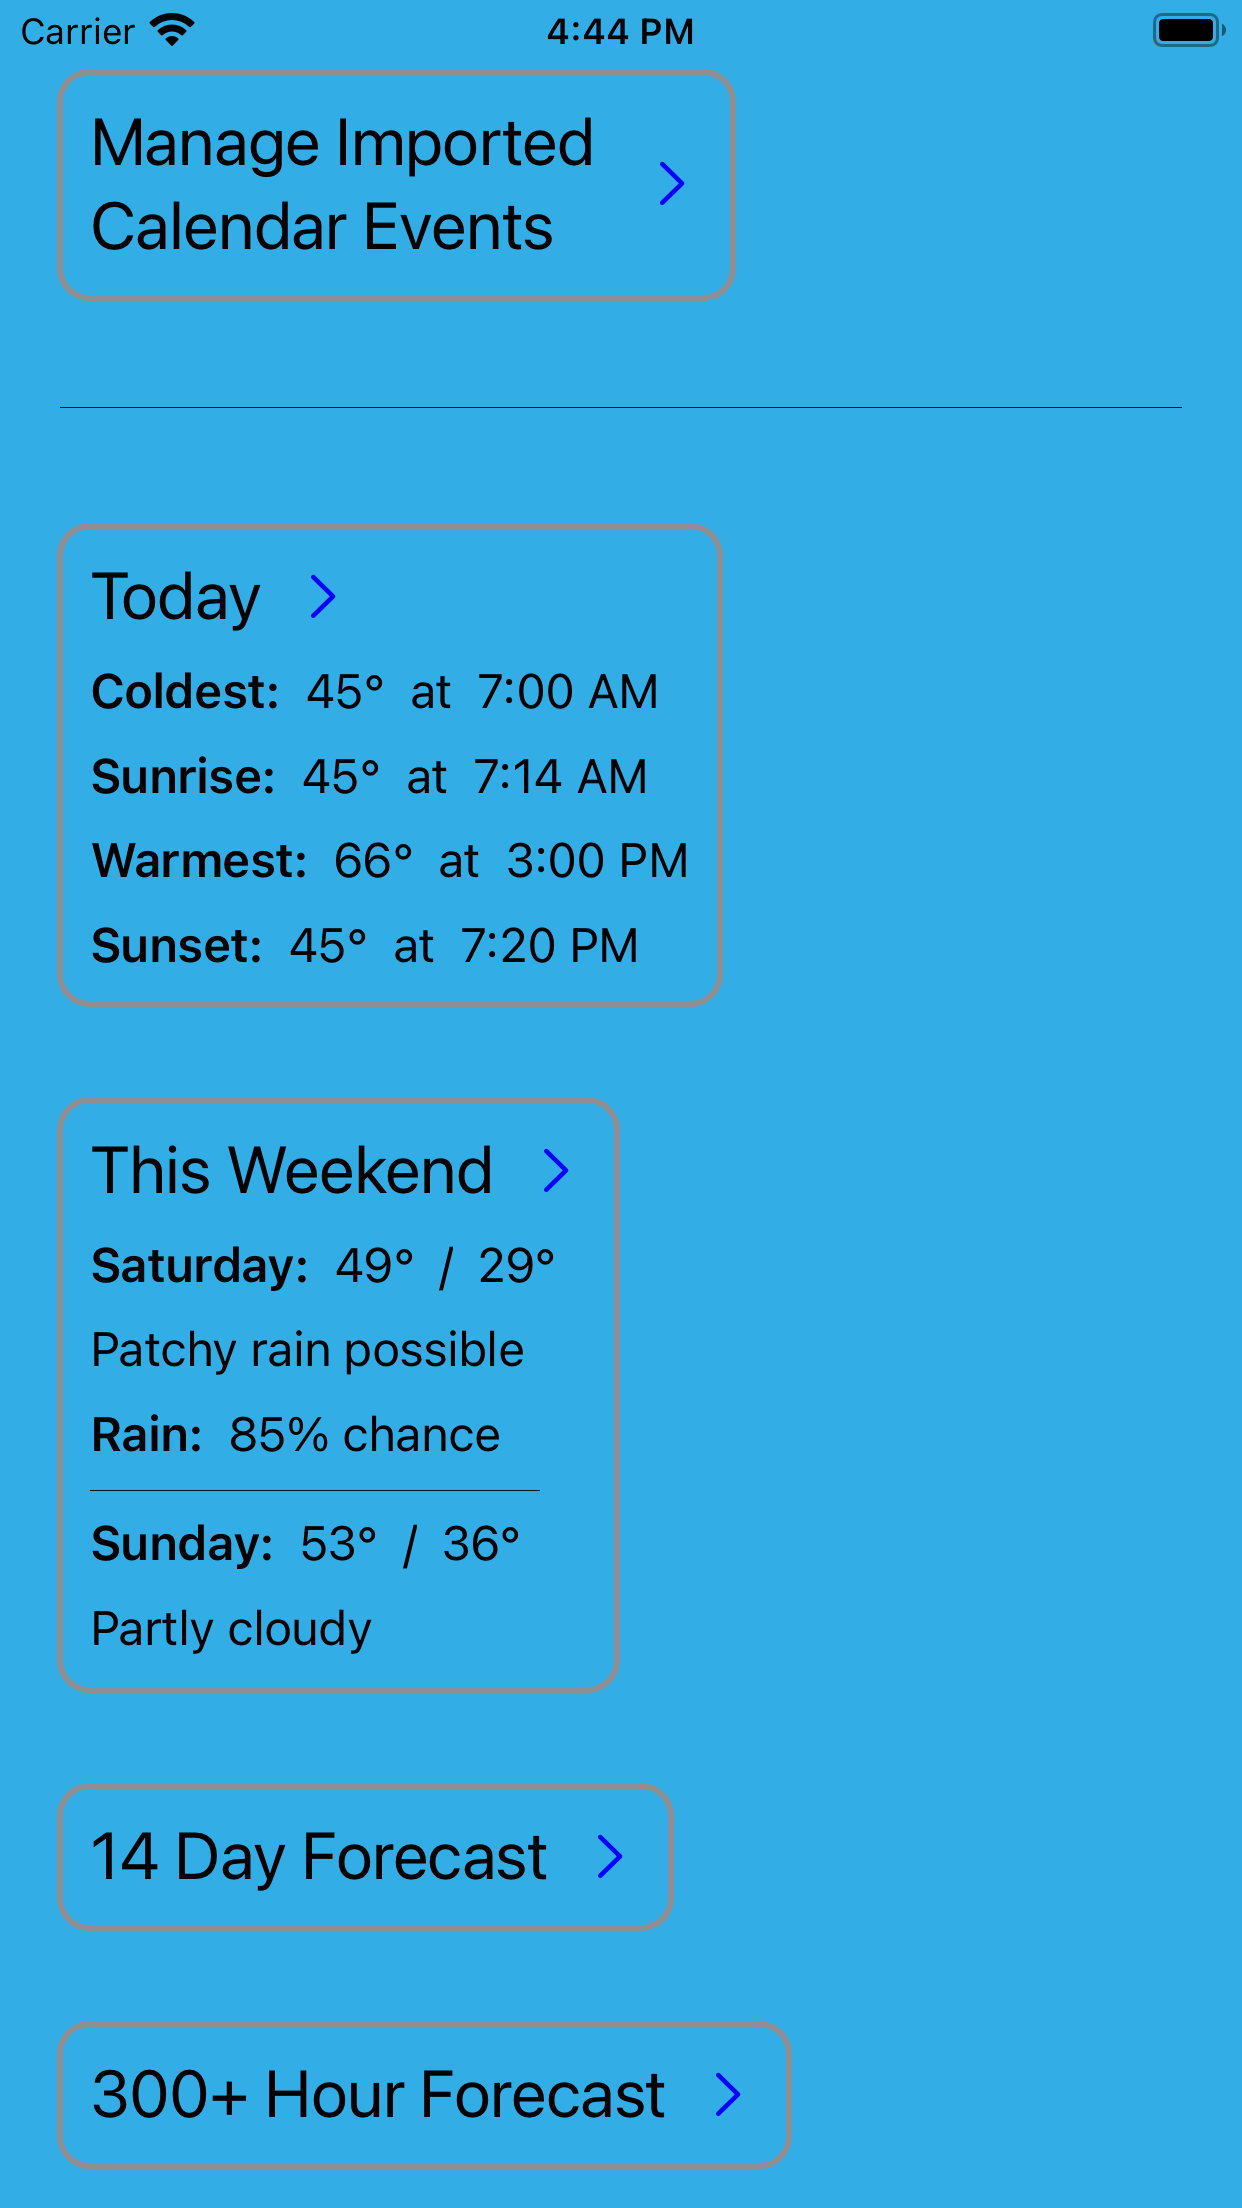 Carrier 4:44 PM
Manage Imported
Calendar Events
Today
Coldest: 45° at 7:00 AM
Sunrise: 45° at 7:14 AM
Warmest: 66° at 3:00 PM
Sunset: 45° at 7:20 PM
This Weekend
Saturday: 49° / 29°
Patchy rain possible
Rain: 85% chance
Sunday: 53° / 36°
Partly cloudy
14 Day Forecast
300+ Hour Forecast